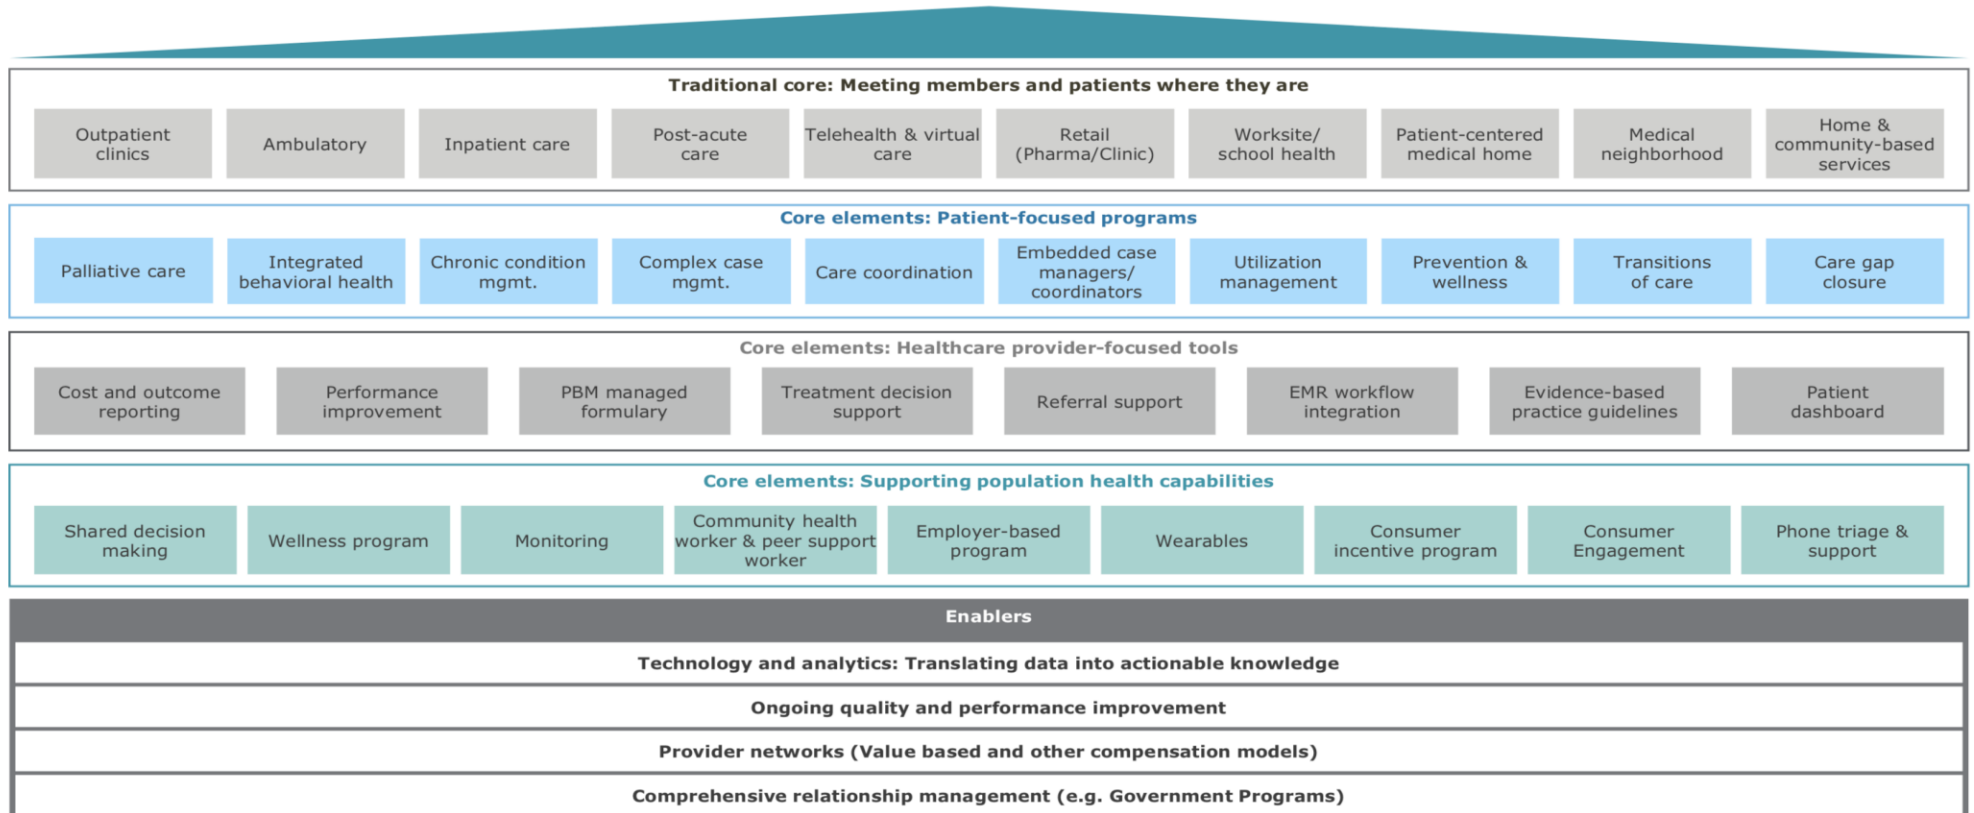 Traditional core: Meeting members and patients where they are
Outpatient
clinics
Ambulatory
Inpatient care
Post-acute
care
Telehealth & virtual
care
Retail
(Pharma/Clinic)
Worksite/
school health
Patient-centered
medical home
Medical
neighborhood
Home &
community-based
services
Core elements: Patient-focused programs
Palliative care
Integrated
behavioral health
Chronic condition
mgmt.
Complex case
mgmt.
Care coordination
Embedded case
managers/
coordinators
Utilization
management
Prevention &
wellness
Transitions
of care
Care gap
closure
Core elements: Healthcare provider-focused tools
Cost and outcome
reporting
Performance
improvement
PBM managed
formulary
Treatment decision
support
Referral support
EMR workflow
integration
Evidence-based
practice guidelines
Patient
dashboard
Core elements: Supporting population health capabilities
Shared decision
making
Wellness program
Monitoring
Community health
worker & peer support
worker
Employer-based
program
Wearables
Consumer
incentive program
Consumer
Engagement
Phone triage &
support
Enablers
Technology and analytics: Translating data into actionable knowledge
Ongoing quality and performance improvement
Provider networks (Value based and other compensation models)
Comprehensive relationship management (e.g. Government Programs)